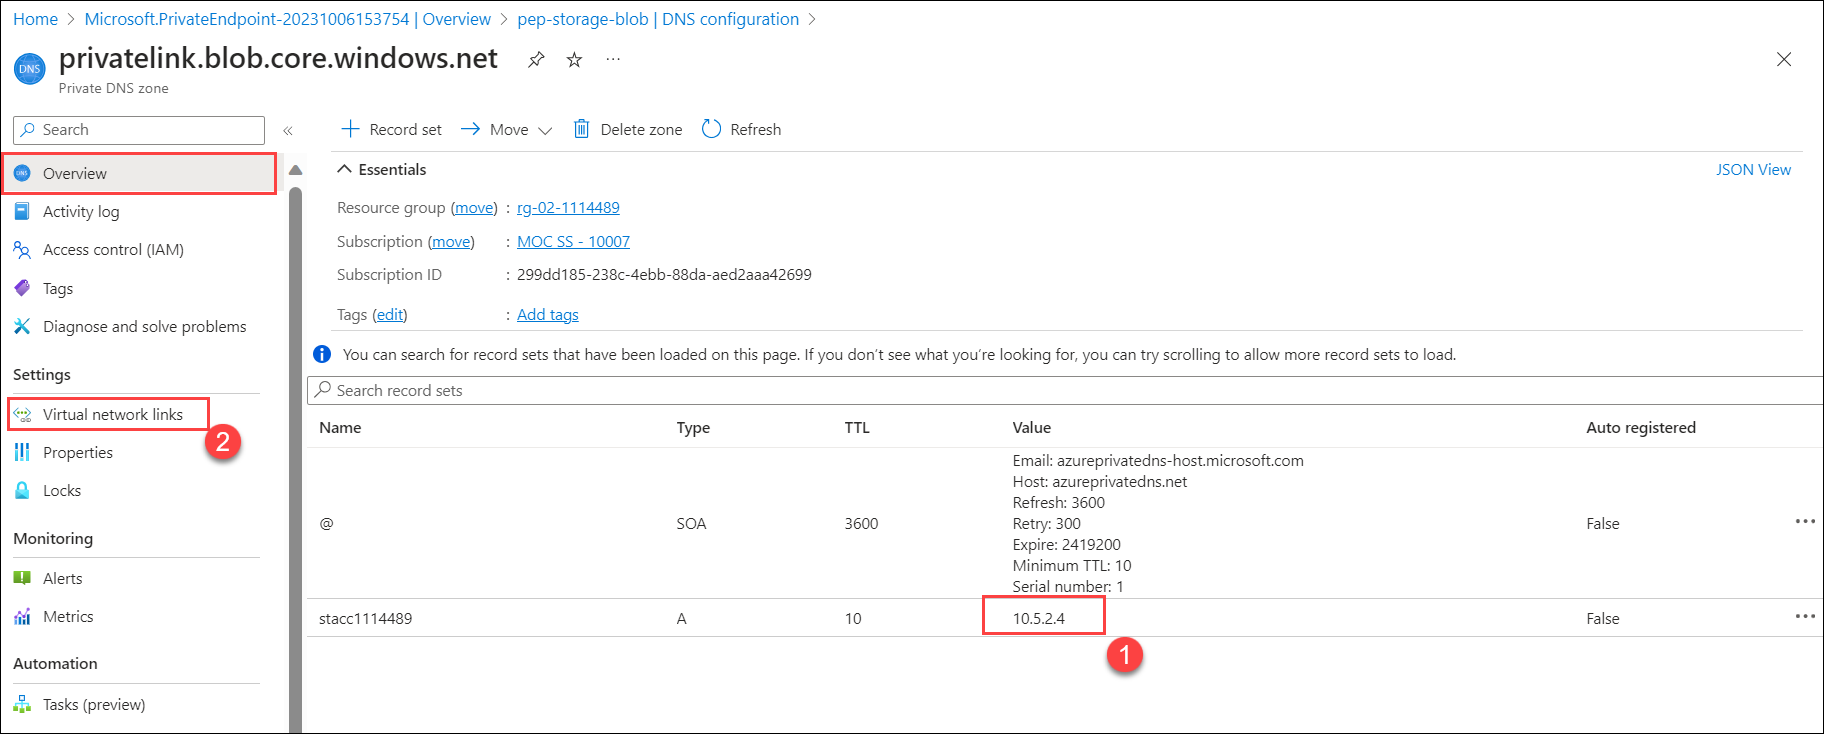 Home > Microsoft.PrivateEndpoint-20231006153754 | Overview > pep-storage-blob | DNS configuration >
DNS
privatelink.blob.core.windows.net
Private DNS zone
Search
Record set Move Delete zone Refresh
Overview
Activity log
Access control (IAM)
Tags
Diagnose and solve problems
Settings
Virtual network links
2
Properties
Locks
Monitoring
Alerts
Metrics
Automation
Tasks (preview)
Essentials
JSON View
Resource group (move) : rg-02-1114489
Subscription (move) : MOC SS - 10007
Subscription ID : 299dd185-238c-4ebb-88da-aed2aaa42699
Tags (edit) : Add tags
You can search for record sets that have been loaded on this page. If you don't see what you're looking for, you can try scrolling to allow more record sets to load.
Search record sets
Name Type TTL Value Auto registered
Email: azureprivatedns-host.microsoft.com
Host: azureprivatedns.net
Refresh: 3600
Retry: 300
@ SOA 3600 False
Expire: 2419200
Minimum TTL: 10
Serial number: 1
stacc1114489 A 10 10.5.2.4 False
1